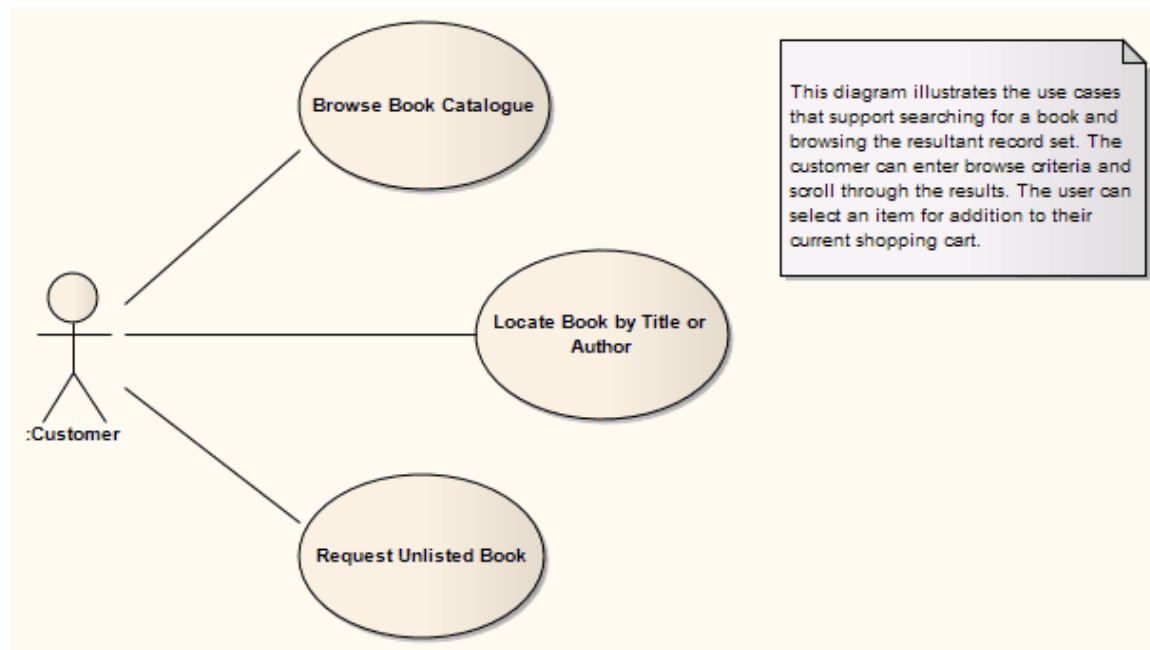 Browse Book Catalogue
This diagram illustrates the use cases
that support searching for a book and
browsing the resultant record set. The
customer can enter browse criteria and
scroll through the results. The user can
select an item for addition to their
current shopping cart.
Locate Book by Title or
Author
:Customer
Request Unlisted Book